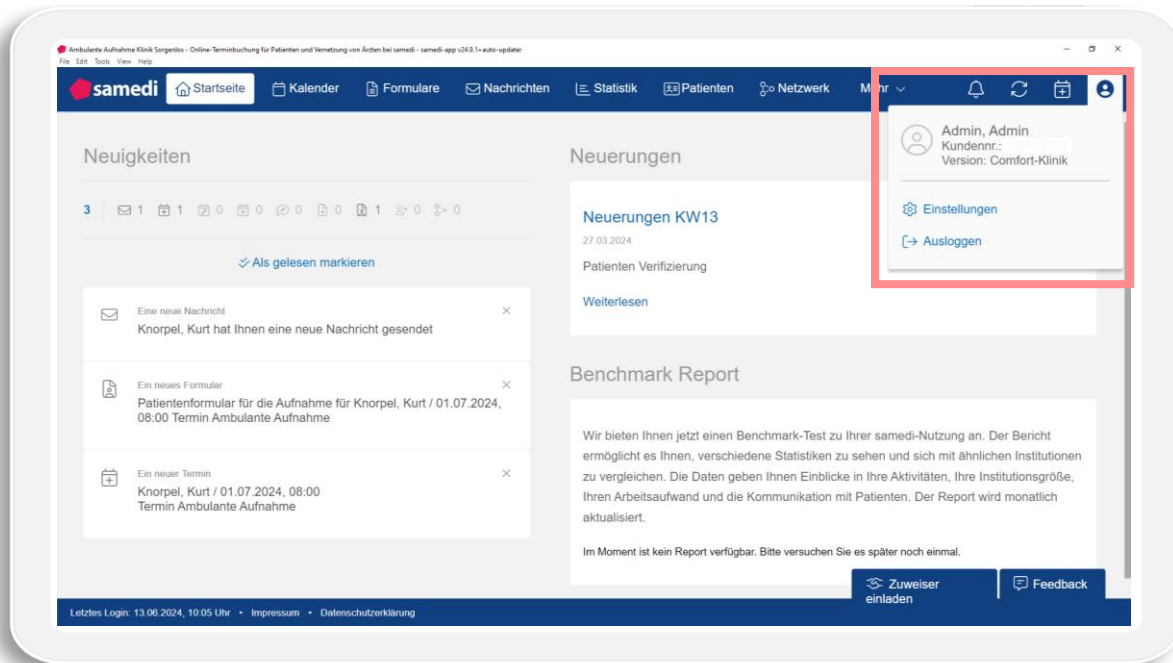 Ambulante Aufnahme Klinik Sorgenlos - Online-Terminbuchung für Patienten und Vernetzung von Ärzten bei samedi - samedi-app v24.9.1+auto-updater
File Edit Tools View Help
samedi Startseite Kalender Formulare Nachrichten Statistik Patienten Netzwerk Mehr
Admin, Admin
Kundennr.:
Version: Comfort-Klinik
Einstellungen
Ausloggen
Neuigkeiten
3 1 1 0 0 0 0 1 0 0
Als gelesen markieren
Eine neue Nachricht
Knorpel, Kurt hat Ihnen eine neue Nachricht gesendet
Ein neues Formular
Patientenformular für die Aufnahme für Knorpel, Kurt / 01.07.2024,
08:00 Termin Ambulante Aufnahme
Ein neuer Termin
Knorpel, Kurt / 01.07.2024, 08:00
Termin Ambulante Aufnahme
Neuerungen
Neuerungen KW13
27.03.2024
Patienten Verifizierung
Weiterlesen
Benchmark Report
Wir bieten Ihnen jetzt einen Benchmark-Test zu Ihrer samedi-Nutzung an. Der Bericht
ermöglicht es Ihnen, verschiedene Statistiken zu sehen und sich mit ähnlichen Institutionen
zu vergleichen. Die Daten geben Ihnen Einblicke in Ihre Aktivitäten, Ihre Institutionsgröße,
Ihren Arbeitsaufwand und die Kommunikation mit Patienten. Der Report wird monatlich
aktualisiert.
Im Moment ist kein Report verfügbar. Bitte versuchen Sie es später noch einmal.
Zuweiser
einladen
Feedback
Letztes Login: 13.06.2024, 10:05 Uhr • Impressum • Datenschutzerklärung